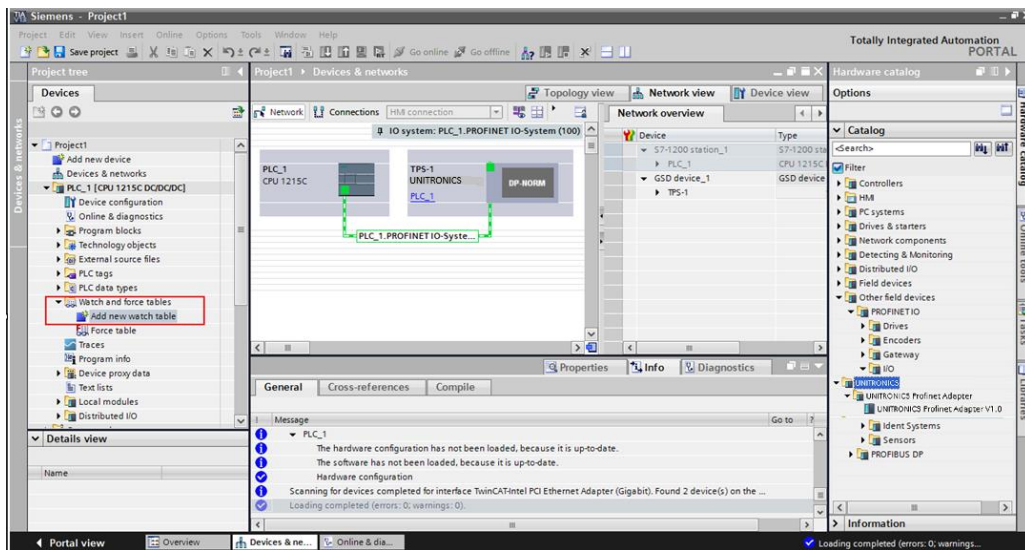 Siemens - Project1
Project Edit View Insert Online Options Tools Window Help
Save project
Go online
Go offline
Totally Integrated Automation
PORTAL
Project tree
Devices
Project1
Add new device
Devices & networks
PLC_1 [CPU 1215C DC/DC/DC]
Device configuration
Online & diagnostics
Program blocks
Technology objects
External source files
PLC tags
PLC data types
Watch and force tables
Add new watch table
Force table
Traces
Program info
Device proxy data
Text lists
Local modules
Distributed I/O
Details view
Name
Devices & networks
Project1 ▸ Devices & networks
Topology view
Network view
Device view
Network
Connections
HMI connection
IO system: PLC_1.PROFINET IO-System (100)
PLC_1
CPU 1215C
TPS-1
UNITRONICS
PLC_1
DP-NORM
PLC_1.PROFINET IO-Syste...
Network overview
Device Type
S7-1200 station_1 S7-1200 sta
PLC_1 CPU 1215C
GSD device_1 GSD device
TPS-1
Properties
Info
Diagnostics
General
Cross-references
Compile
! Message Go to ?
PLC_1
The hardware configuration has not been loaded, because it is up-to-date.
The software has not been loaded, because it is up-to-date.
Hardware configuration
Scanning for devices completed for interface TwinCAT-Intel PCI Ethernet Adapter (Gigabit). Found 2 device(s) on the ...
Loading completed (errors: 0; warnings: 0).
Hardware catalog
Options
Catalog
<Search>
Filter
Controllers
HMI
PC systems
Drives & starters
Network components
Detecting & Monitoring
Distributed I/O
Field devices
Other field devices
PROFINET IO
Drives
Encoders
Gateway
I/O
UNITRONICS
UNITRONICS Profinet Adapter
UNITRONICS Profinet Adapter V1.0
Ident Systems
Sensors
PROFIBUS DP
Information
Hardware catalog
Online tools
Tasks
Libraries
Portal view
Overview
Devices & ne...
Online & dia...
Loading completed (errors: 0; warnings...